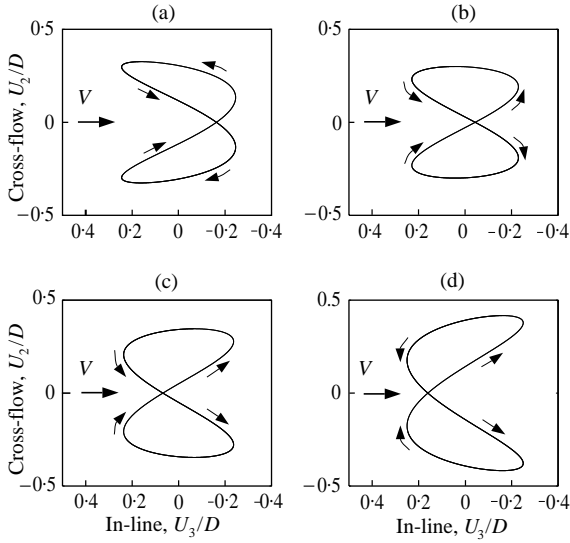 (a)
(b)
0·5
0·5
V
V
0
0
−0·5
−0·5
0·4 0·2 0 -0·2 -0·4
0·4 0·2 0 -0·2 -0·4
Cross-flow, U2/D
(c)
(d)
0·5
0.5
V
V
0
0
−0·5
−0.5
0·4 0·2 0 -0·2 -0·4
0·4 0·2 0 -0·2 -0·4
Cross-flow, U2/D
In-line, U3/D
In-line, U3/D